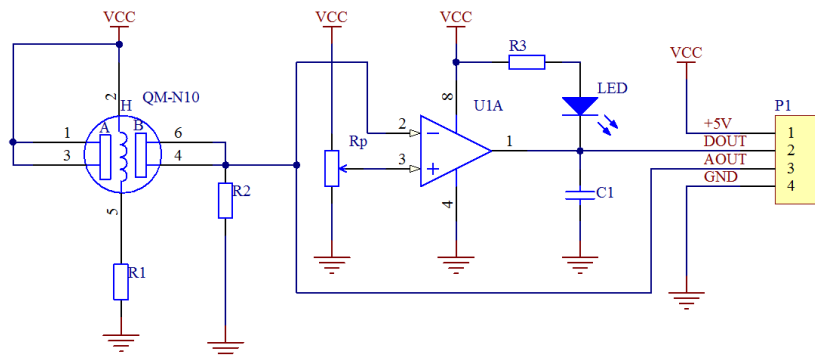 VCC
VCC
VCC
R3
VCC
LED
P1
2
H
QM-N10
8
U1A
+5V
1
A
B
6
2
1
DOUT
1
2
3
4
3
4
Rp
3
AOUT
GND
R2
C1
5
4
R1